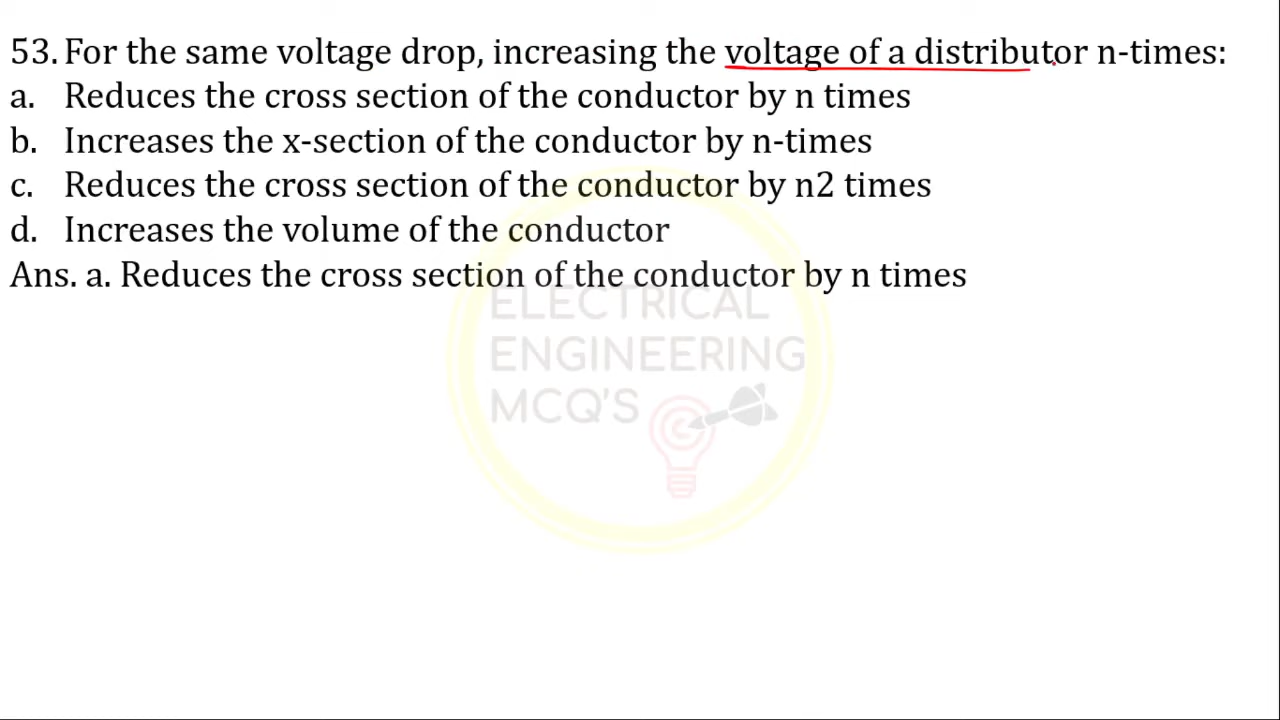 53. For the same voltage drop, increasing the voltage of a distributor n-times:
a. Reduces the cross section of the conductor by n times
b. Increases the x-section of the conductor by n-times
c. Reduces the cross section of the conductor by n2 times
d. Increases the volume of the conductor
Ans. a. Reduces the cross section of the conductor by n times
ELECTRICAL
ENGINEERING
MCQ'S